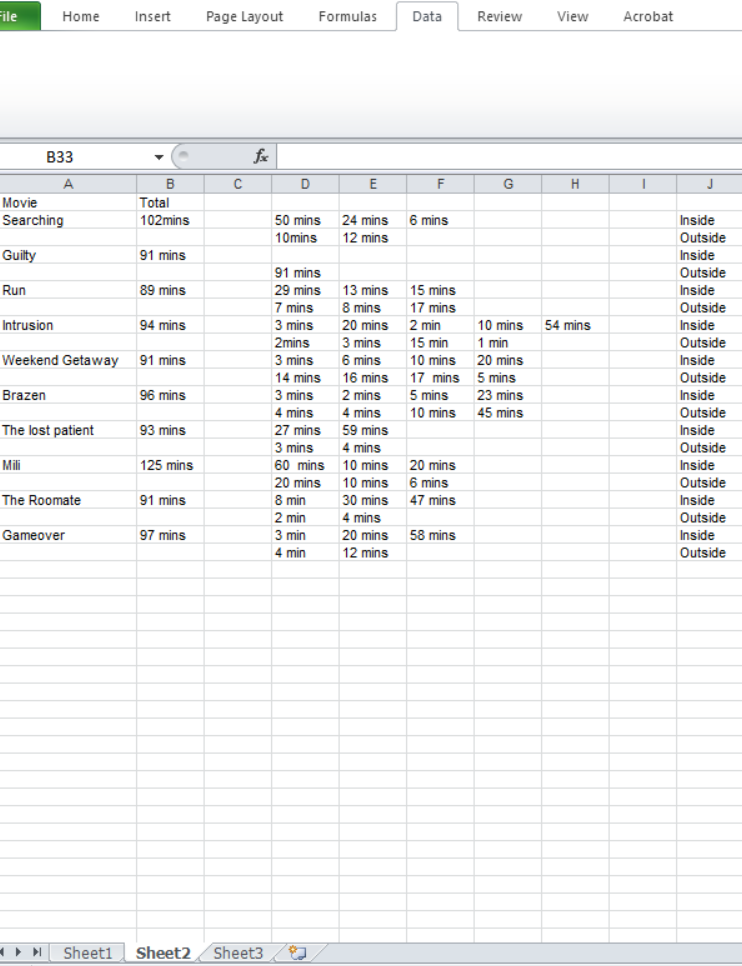 File Home Insert Page Layout Formulas Data Review View Acrobat
B33 fx
A B C D E F G H I J
Movie Total
Searching 102mins 50 mins 24 mins 6 mins Inside
10mins 12 mins Outside
Guilty 91 mins Inside
91 mins Outside
Run 89 mins 29 mins 13 mins 15 mins Inside
7 mins 8 mins 17 mins Outside
Intrusion 94 mins 3 mins 20 mins 2 min 10 mins 54 mins Inside
2mins 3 mins 15 min 1 min Outside
Weekend Getaway 91 mins 3 mins 6 mins 10 mins 20 mins Inside
14 mins 16 mins 17 mins 5 mins Outside
Brazen 96 mins 3 mins 2 mins 5 mins 23 mins Inside
4 mins 4 mins 10 mins 45 mins Outside
The lost patient 93 mins 27 mins 59 mins Inside
3 mins 4 mins Outside
Mili 125 mins 60 mins 10 mins 20 mins Inside
20 mins 10 mins 6 mins Outside
The Roomate 91 mins 8 min 30 mins 47 mins Inside
2 min 4 mins Outside
Gameover 97 mins 3 min 20 mins 58 mins Inside
4 min 12 mins Outside
Sheet1 Sheet2 Sheet3